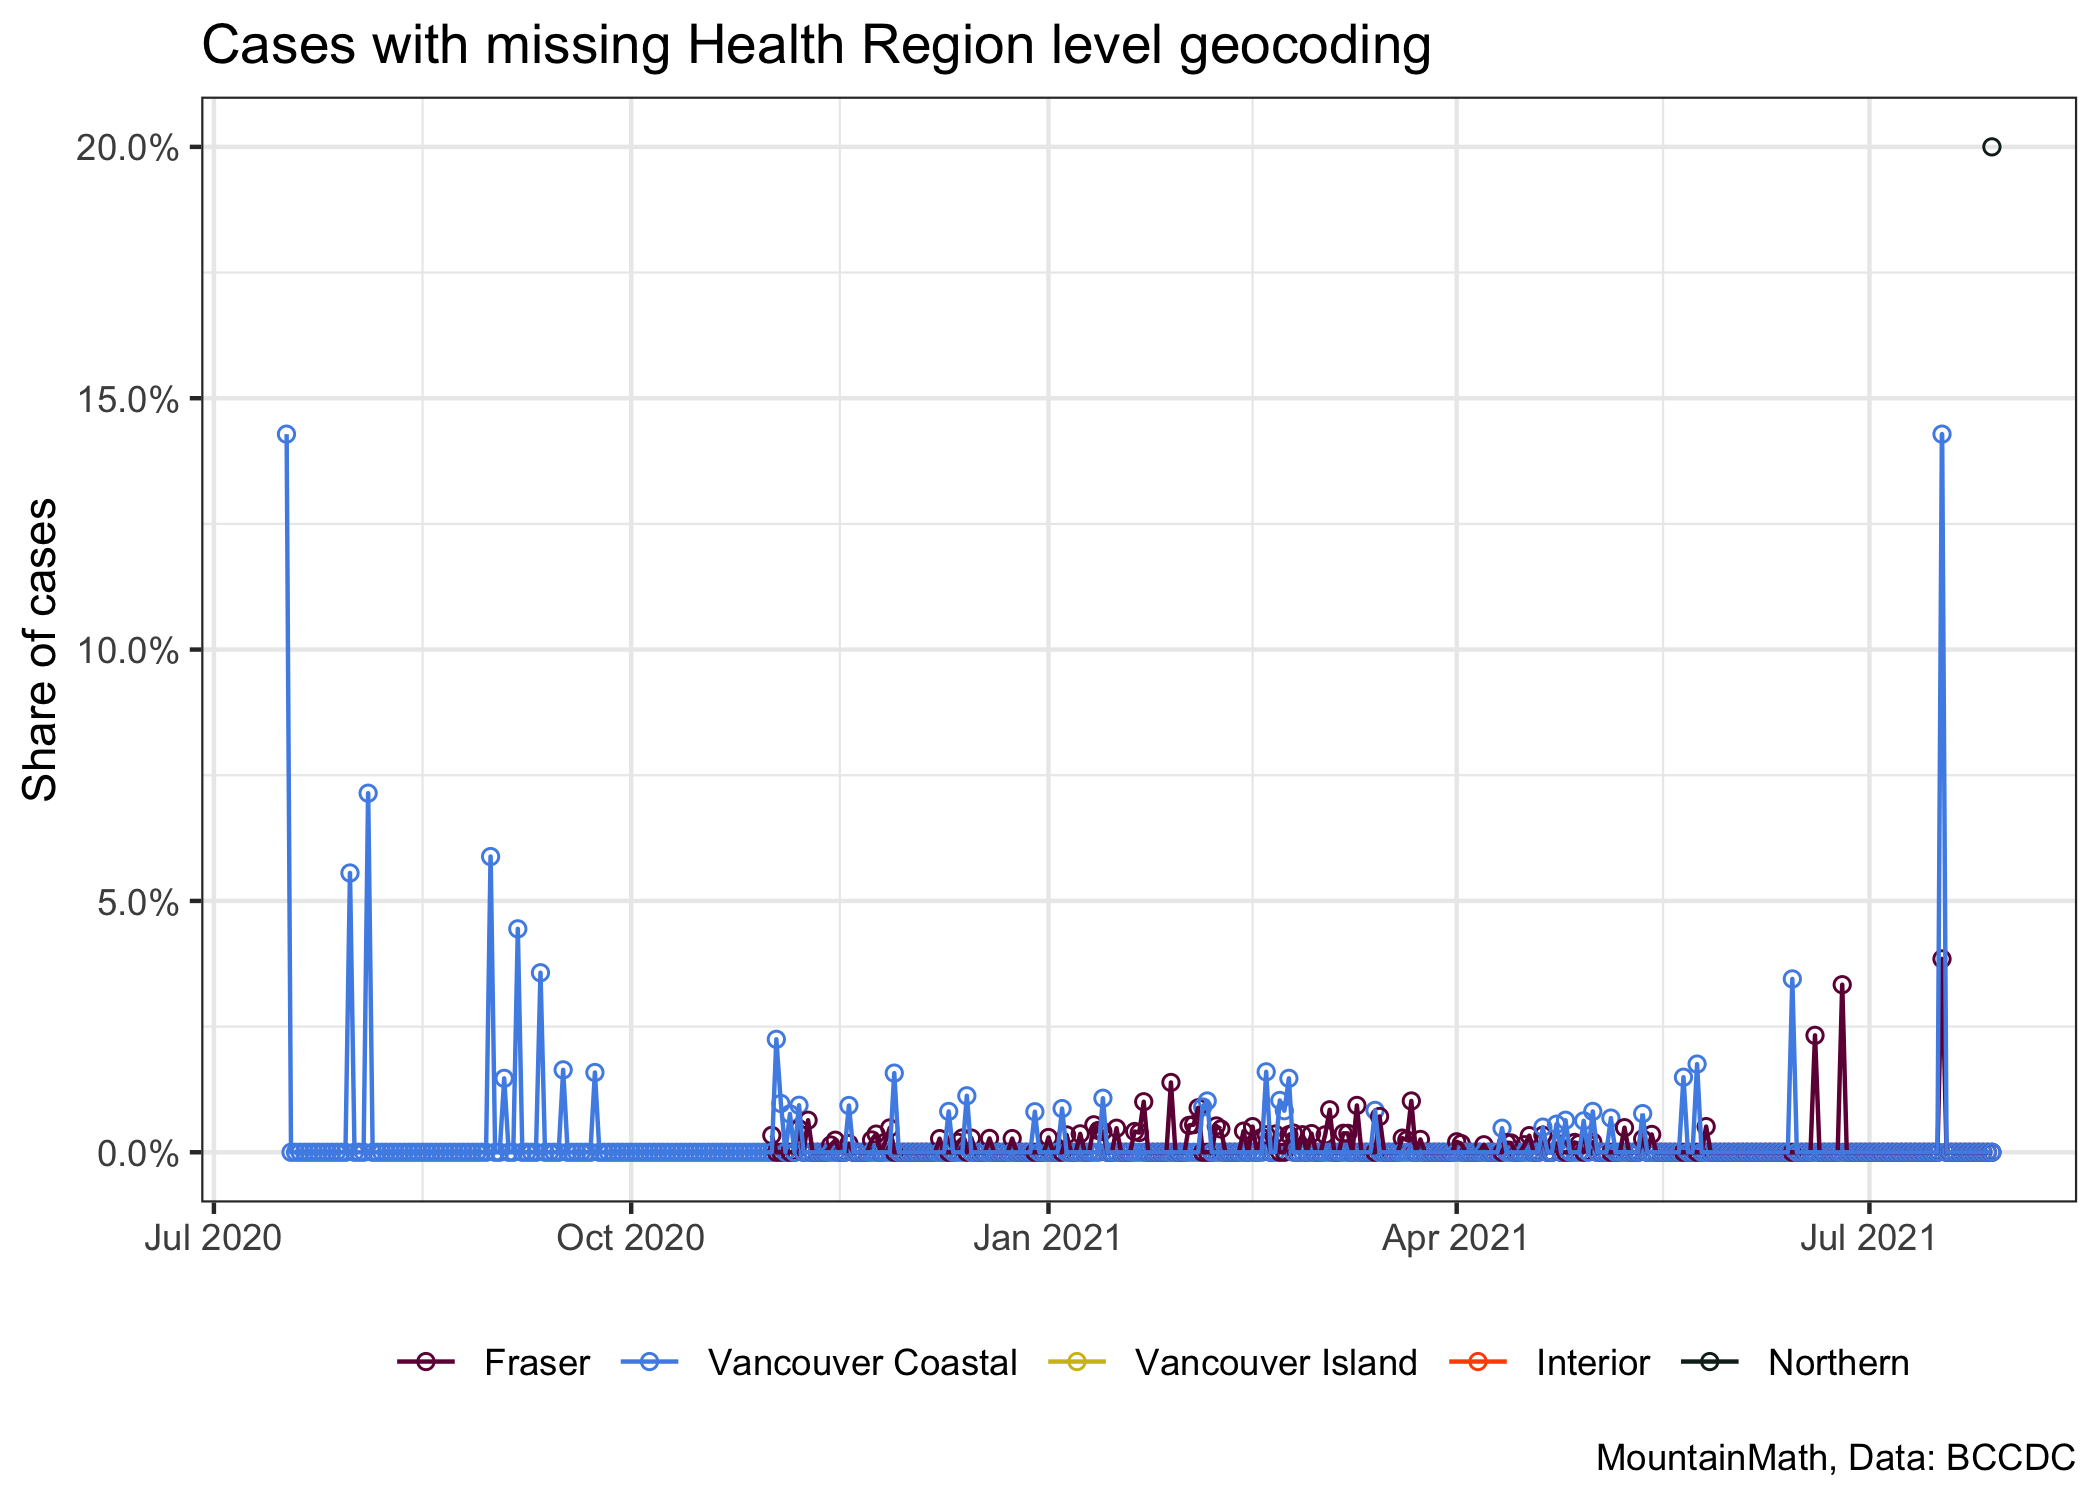 Cases with missing Health Region level geocoding
Share of cases
20.0%
15.0%
10.0%
5.0%
0.0%
Jul 2020 Oct 2020 Jan 2021 Apr 2021 Jul 2021
Fraser Vancouver Coastal Vancouver Island Interior Northern
MountainMath, Data: BCCDC